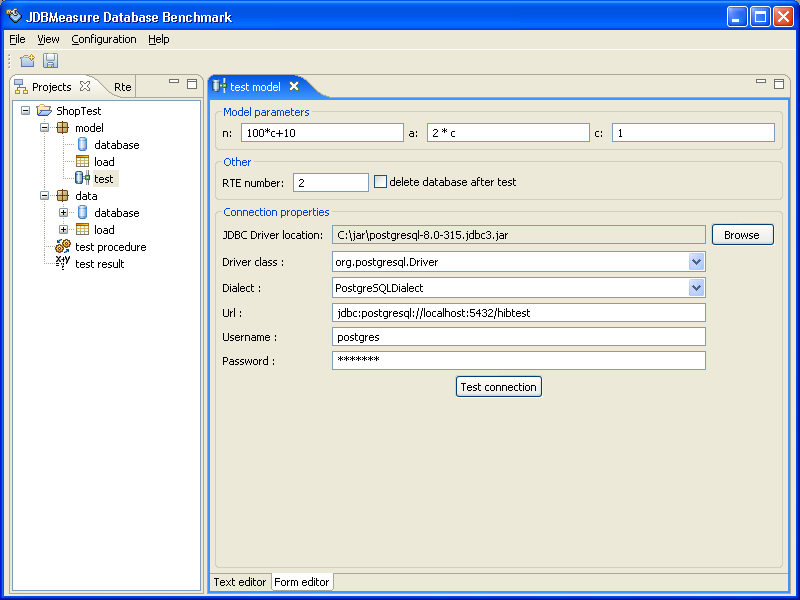 JDBMeasure Database Benchmark
File View Configuration Help
Projects Rte
test model
ShopTest
model
database
load
test
data
database
load
test procedure
test result
Model parameters
n: 100*c+10 a: 2 * c c: 1
Other
RTE number: 2 delete database after test
Connection properties
JDBC Driver location: C:\jar\postgresql-8.0-315.jdbc3.jar Browse
Driver class : org.postgresql.Driver
Dialect : PostgreSQLDialect
Url : jdbc:postgresql://localhost:5432/hibtest
Username : postgres
Password : *******
Test connection
Text editor Form editor